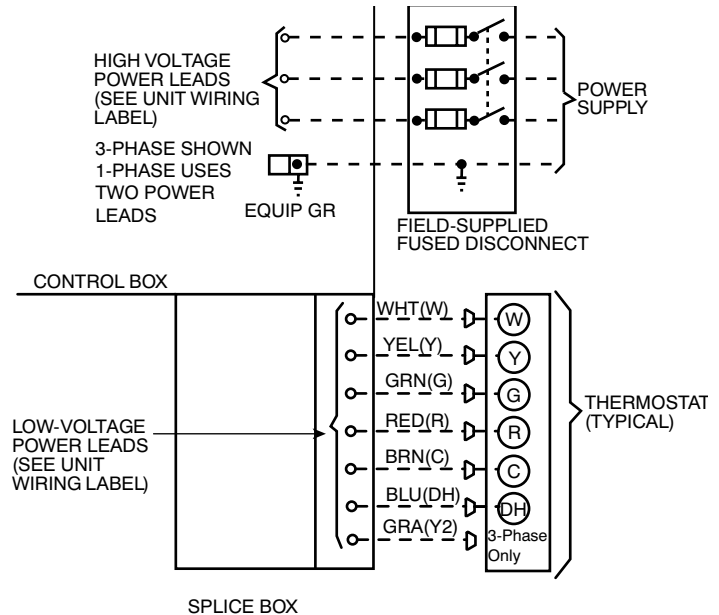 HIGH VOLTAGE
POWER LEADS
(SEE UNIT WIRING
LABEL)
POWER
SUPPLY
3-PHASE SHOWN
1-PHASE USES
TWO POWER
LEADS
EQUIP GR
FIELD-SUPPLIED
FUSED DISCONNECT
CONTROL BOX
WHT(W)
W
YEL(Y)
Y
GRN(G)
G
RED(R)
R
BRN(C)
C
BLU(DH)
DH
GRA(Y2)
3-Phase
Only
THERMOSTAT
(TYPICAL)
LOW-VOLTAGE
POWER LEADS
(SEE UNIT
WIRING LABEL)
SPLICE BOX